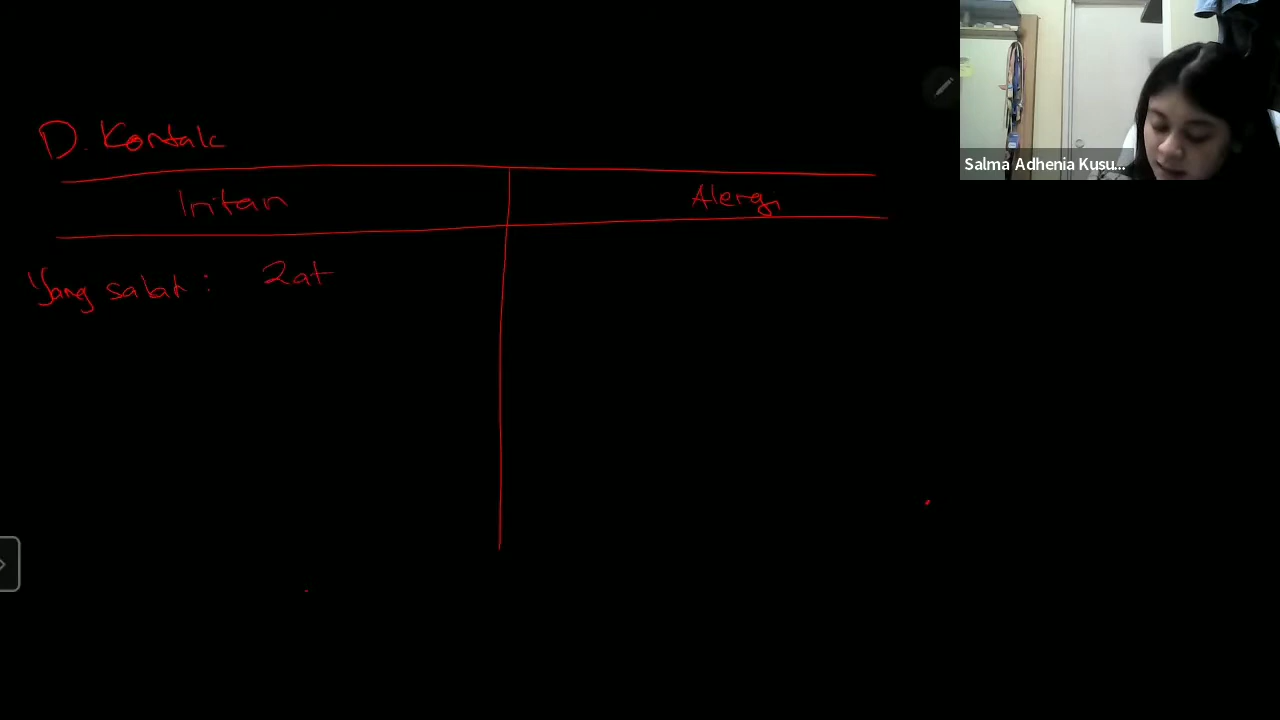 D. Kontak
Iritan Alergi
Yang salah : Zat
Salma Adhenia Kusu...